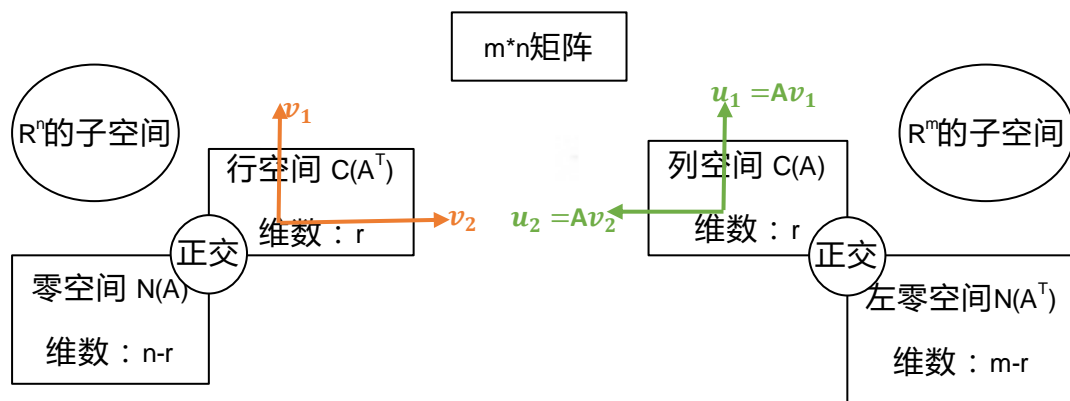 m*n矩阵
Rⁿ的子空间
v₁
v₂
行空间 C(Aᵀ)
维数：r
正交
零空间 N(A)
维数：n-r
u₁ =Av₁
u₂ =Av₂
列空间 C(A)
维数：r
Rᵐ的子空间
正交
左零空间N(Aᵀ)
维数：m-r